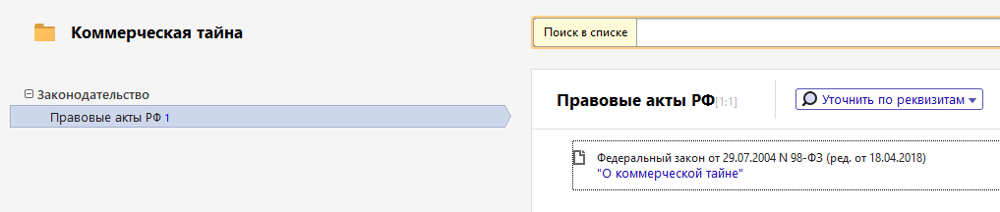 Коммерческая тайна
Поиск в списке
Законодательство
Правовые акты РФ 1
Правовые акты РФ[1:1]
Уточнить по реквизитам
Федеральный закон от 29.07.2004 N 98-ФЗ (ред. от 18.04.2018)
"О коммерческой тайне"